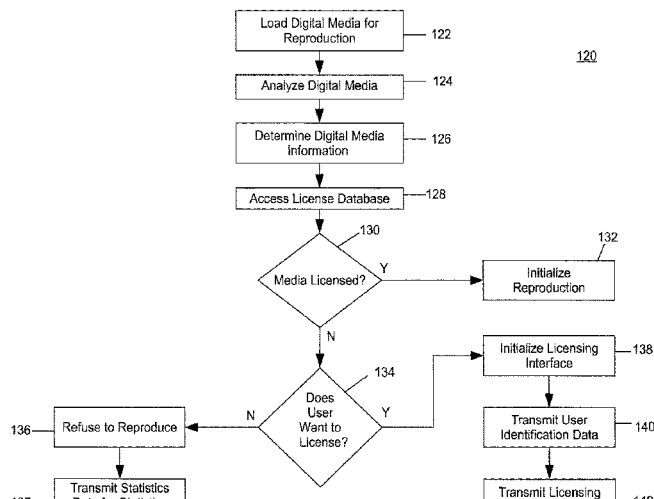 Load Digital Media for
Reproduction
122
120
Analyze Digital Media
124
Determine Digital Media
Information
126
Access License Database
128
130
Media Licensed?
Y
132
Initialize
Reproduction
N
134
Does
User
Want to
License?
N
Y
136
Refuse to Reproduce
Initialize Licensing
Interface
138
Transmit User
Identification Data
140
Transmit Statistics
Transmit Licensing